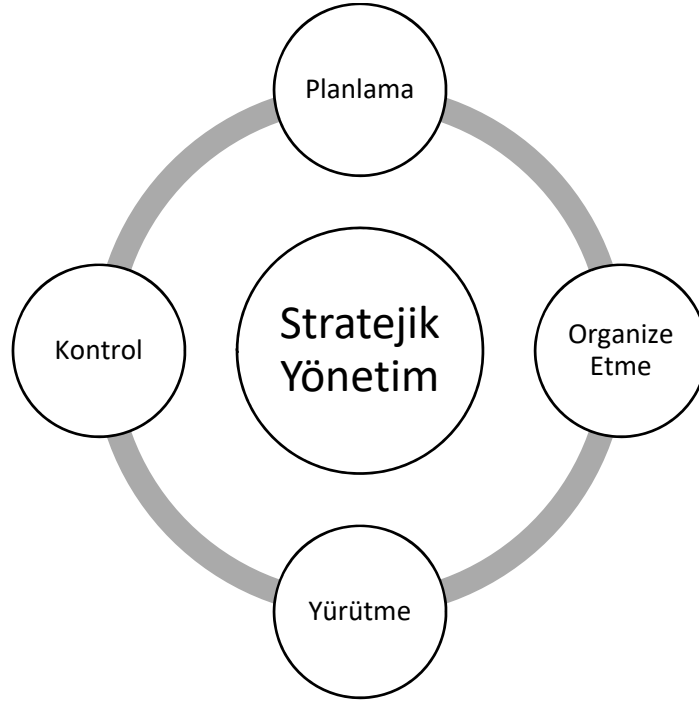 Planlama
Stratejik
Yönetim
Organize
Etme
Yürütme
Kontrol